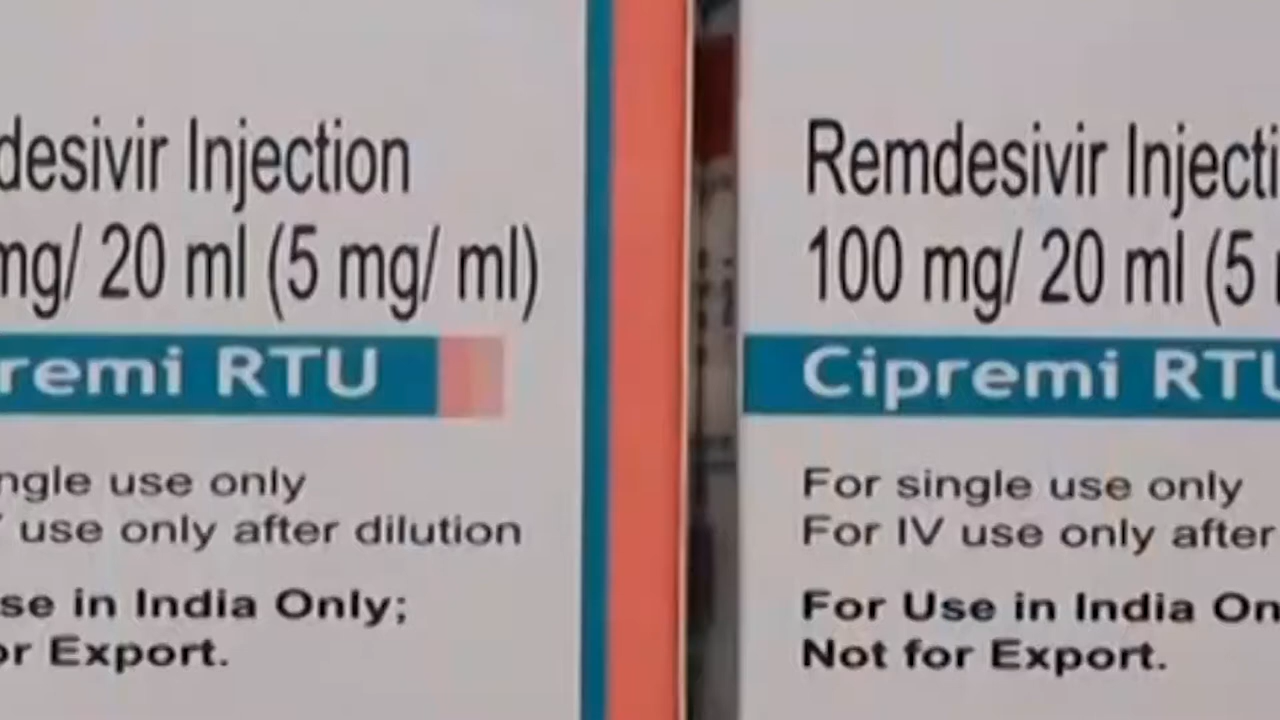 desivir Injection
mg/ 20 ml (5 mg/ ml)
remi RTU
ngle use only
use only after dilution
se in India Only;
or Export.
Remdesivir Injecti
100 mg/ 20 ml (5
Cipremi RTU
For single use only
For IV use only after
For Use in India On
Not for Export.